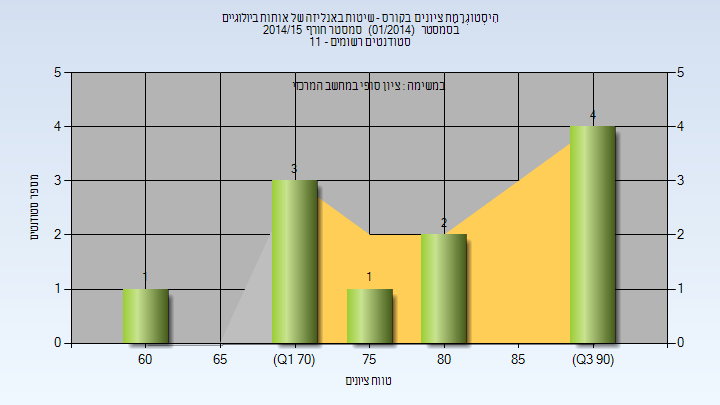 היסטוגרמת ציונים בקורס - שיטות באנליזה של אותות ביולוגיים
בסמסטר (01/2014) סמסטר חורף 2014/15
סטודנטים רשומים - 11
במשימה : ציון סופי במחשב המרכזי
5 5
4 4
3 3
2 2
1 1
0 0
1
3
1
2
4
מספר סטודנטים
60 65 (Q1 70) 75 80 85 (Q3 90)
טווח ציונים